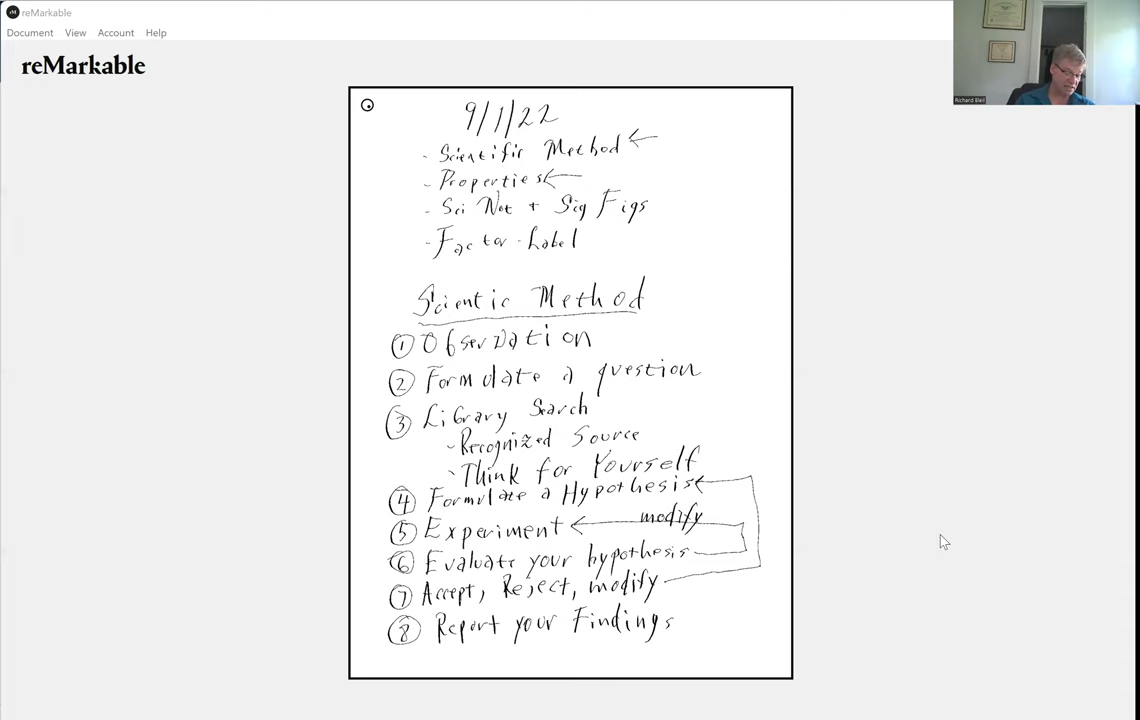 reMarkable
Document View Account Help
reMarkable
Richard Bleil
9/1/22
- Scientific Method ←
- Properties ←
- Sci Not + Sig Figs
- Factor-Label
Scientic Method
① Observation
② Formulate a question
③ Library Search
- Recognized Source
- Think for Yourself
④ Formulate a Hypothesis ←
⑤ Experiment ← modify
⑥ Evaluate your hypothesis
⑦ Accept, Reject, modify
⑧ Report your Findings